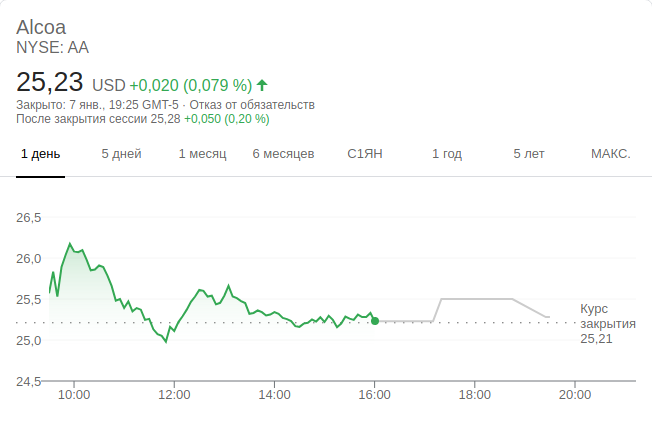 Alcoa
NYSE: AA
25,23 USD +0,020 (0,079 %)
Закрыто: 7 янв., 19:25 GMT-5 · Отказ от обязательств
После закрытия сессии 25,28 +0,050 (0,20 %)
1 день 5 дней 1 месяц 6 месяцев С1ЯН 1 год 5 лет МАКС.
26,5
26,0
25,5
25,0
24,5
Курс
закрытия
25,21
10:00 12:00 14:00 16:00 18:00 20:00